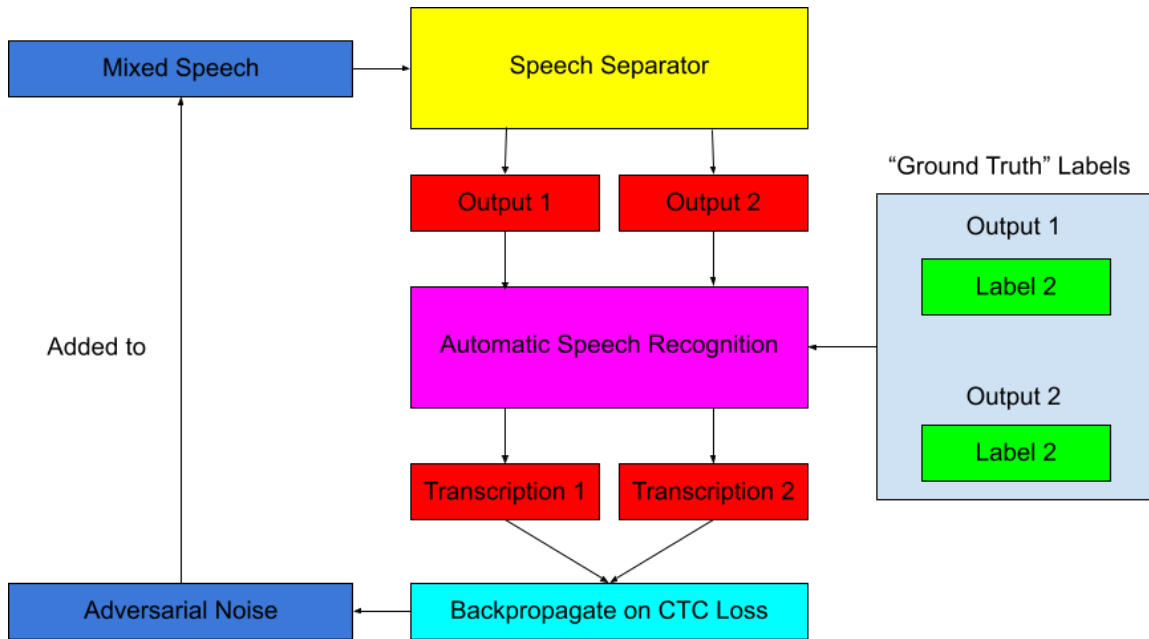 Mixed Speech
Speech Separator
Output 1
Output 2
“Ground Truth” Labels
Output 1
Label 2
Output 2
Label 2
Automatic Speech Recognition
Added to
Transcription 1
Transcription 2
Adversarial Noise
Backpropagate on CTC Loss